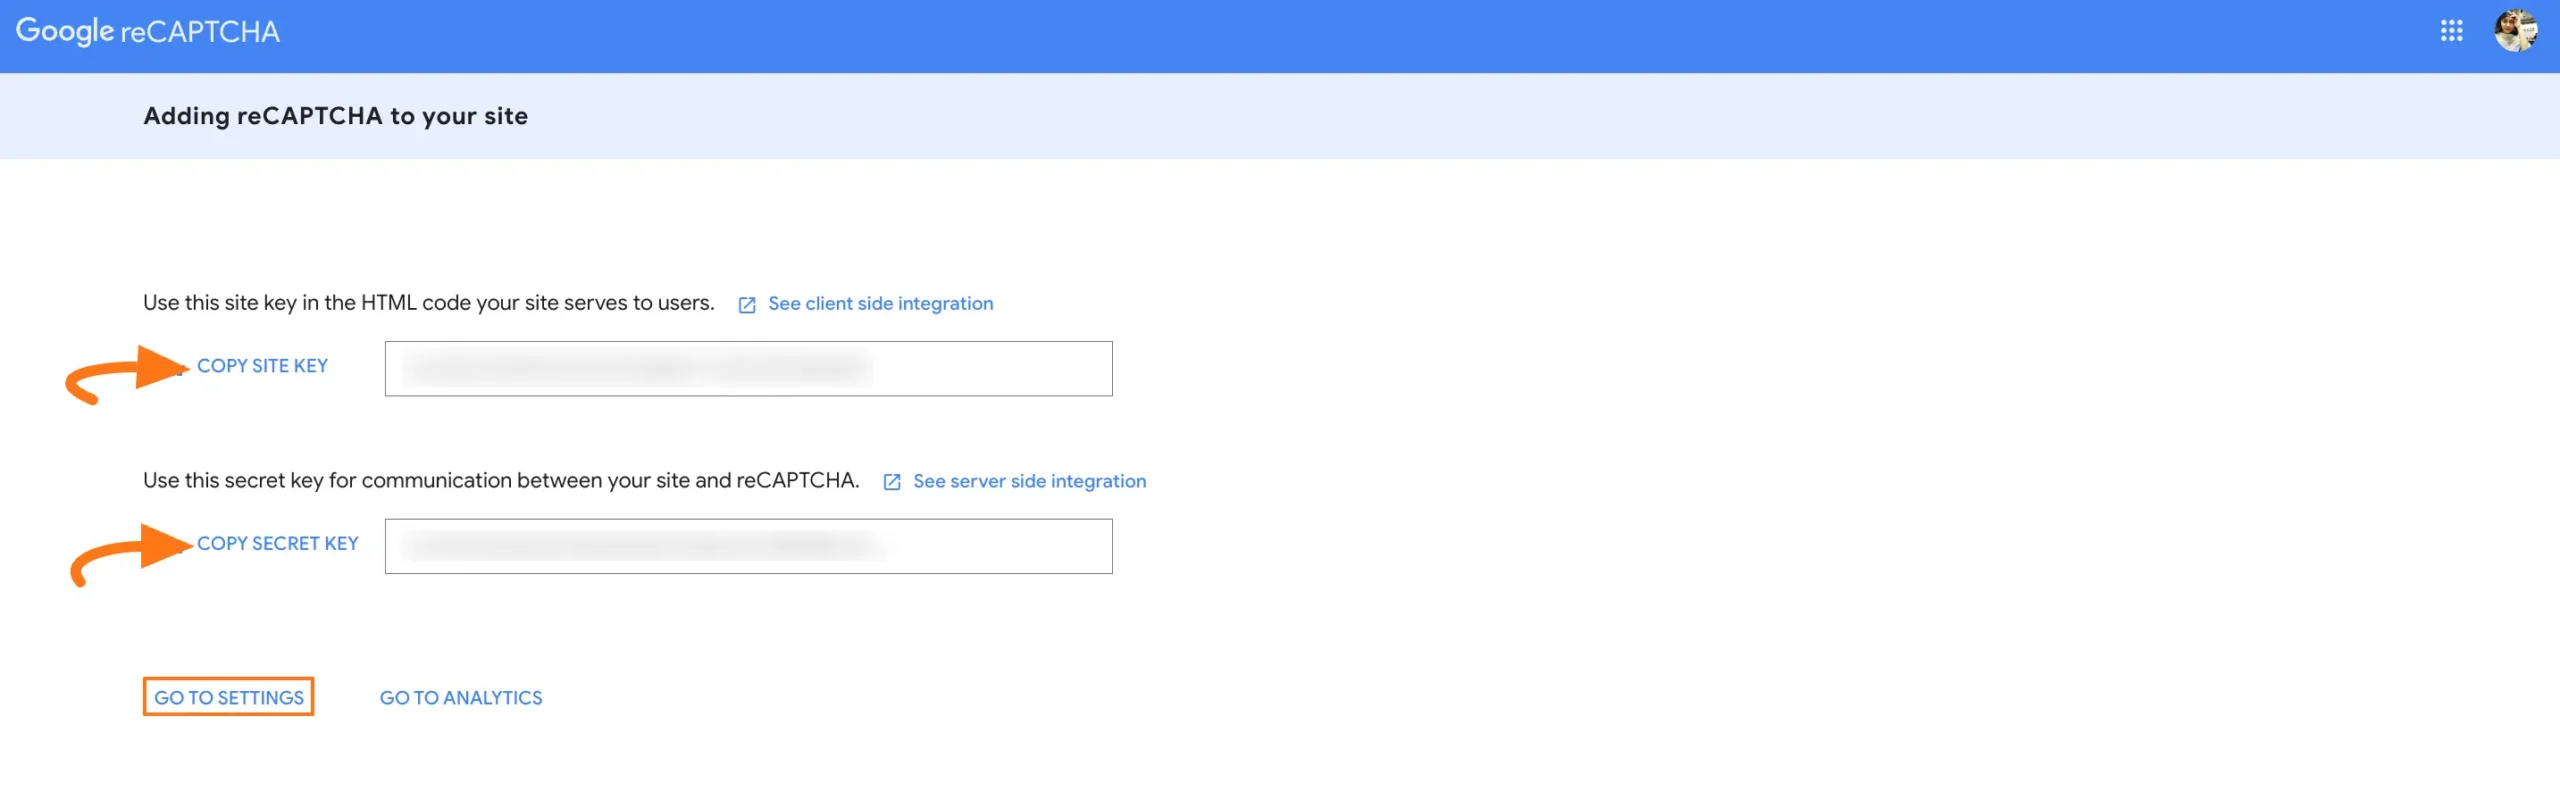 Google reCAPTCHA
Adding reCAPTCHA to your site
Use this site key in the HTML code your site serves to users. See client side integration
COPY SITE KEY
Use this secret key for communication between your site and reCAPTCHA. See server side integration
COPY SECRET KEY
GO TO SETTINGS GO TO ANALYTICS